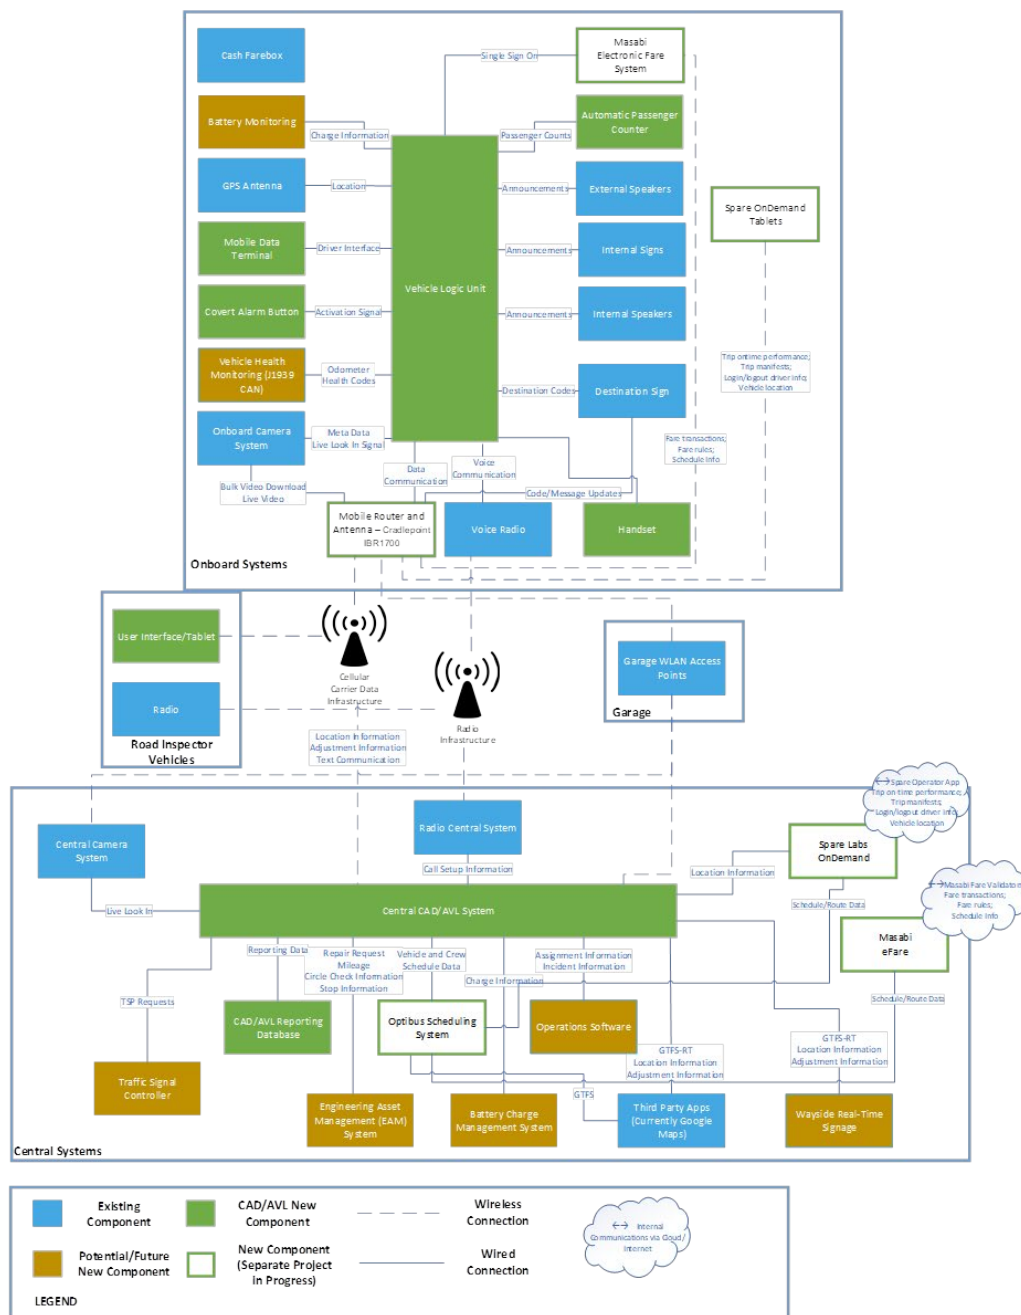 Cash Farebox
Single Sign On
Masabi
Electronic Fare
System
Battery Monitoring
Charge Information
Passenger Counts
Automatic Passenger
Counter
GPS Antenna
Location
Announcements
External Speakers
Spare OnDemand
Tablets
Mobile Data
Terminal
Driver Interface
Announcements
Internal Signs
Vehicle Logic Unit
Covert Alarm Button
Activation Signal
Announcements
Internal Speakers
Vehicle Health
Monitoring (J1939
CAN)
Odometer
Health Codes
Destination Codes
Destination Sign
Trip ontime performance;
Trip manifests;
Login/logout driver info;
Vehicle location
Onboard Camera
System
Meta Data
Live Look In Signal
Fare transactions;
Fare rules;
Schedule Info
Voice
Communication
Data
Communication
Bulk Video Download
Live Video
Code/Message Updates
Mobile Router and
Antenna – Cradlepoint
IBR1700
Voice Radio
Handset
Onboard Systems
User Interface/Tablet
Radio
Road Inspector
Vehicles
Cellular
Carrier Data
Infrastructure
Radio
Infrastructure
Garage WLAN Access
Points
Garage
Location Information
Adjustment Information
Text Communication
Spare Operator App
Trip on-time performance;
Trip manifests;
Login/logout driver info;
Vehicle location
Central Camera
System
Radio Central System
Spare Labs
OnDemand
Call Setup Information
Location Information
Masabi Fare Validator
Fare transactions;
Fare rules;
Schedule Info
Live Look In
Central CAD/AVL System
Schedule/Route Data
Masabi
eFare
Reporting Data
Repair Request
Mileage
Circle Check Information
Stop Information
Vehicle and Crew
Schedule Data
Assignment Information
Incident Information
Charge Information
Schedule/Route Data
TSP Requests
CAD/AVL Reporting
Database
Optibus Scheduling
System
Operations Software
GTFS-RT
Location Information
Adjustment Information
GTFS-RT
Location Information
Adjustment Information
Traffic Signal
Controller
GTFS
Engineering Asset
Management (EAM)
System
Battery Charge
Management System
Third Party Apps
(Currently Google
Maps)
Wayside Real-Time
Signage
Central Systems
Existing
Component
CAD/AVL New
Component
Wireless
Connection
Internal
Communications via Cloud/
Internet
Potential/Future
New Component
New Component
(Separate Project
in Progress)
Wired
Connection
LEGEND